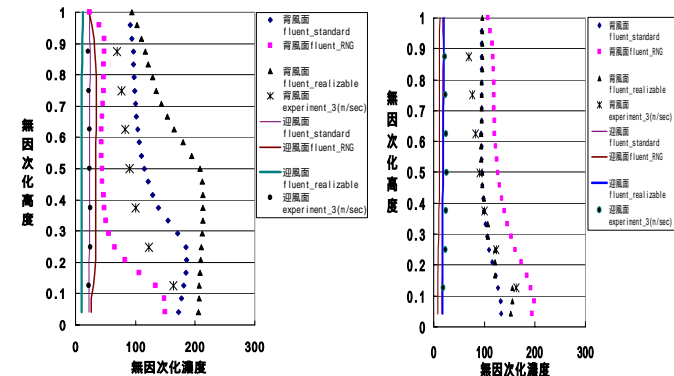 無因次化高度
1
0.9
0.8
0.7
0.6
0.5
0.4
0.3
0.2
0.1
0
0
100
200
300
無因次化濃度
背風面
fluent_standard
背風面fluent_RNG
背風面
fluent_realizable
背風面
experiment_3(m/sec)
迎風面
fluent_standard
迎風面fluent_RNG
迎風面
fluent_realizable
迎風面
experiment_3(m/sec)
無因次化高度
1
0.9
0.8
0.7
0.6
0.5
0.4
0.3
0.2
0.1
0
0
100
200
300
無因次化濃度
背風面
fluent_standard
背風面fluent_RNG
背風面
fluent_realizable
背風面
experiment_3(m/sec)
迎風面
fluent_standard
迎風面fluent_RNG
迎風面
fluent_realizable
迎風面
experiment_3(m/sec)